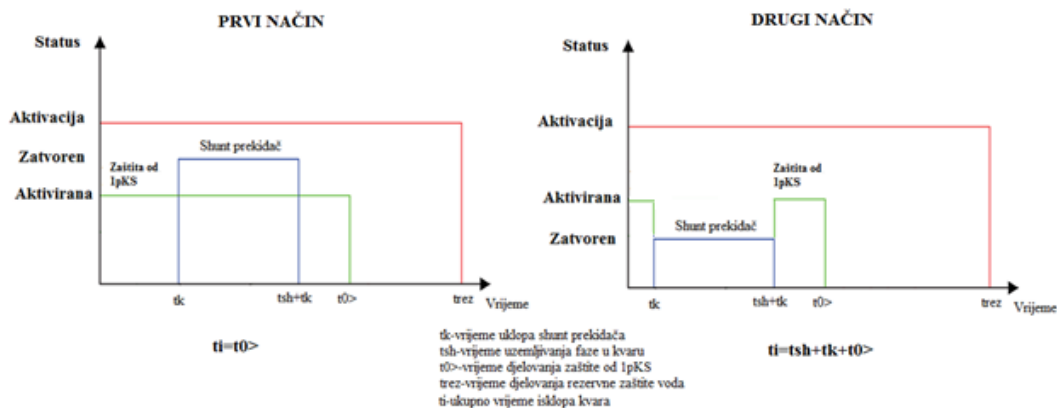 PRVI NAČIN
Status
Aktivacija
Zatvoren
Aktivirana
Zaštita od
1pKS
Shunt prekidač
tk
tsh+tk
t0>
trez
Vrijeme
ti=t0>
DRUGI NAČIN
Status
Aktivacija
Aktivirana
Zatvoren
Zaštita od
1pKS
Shunt prekidač
tk
tsh+tk
t0>
trez
Vrijeme
ti=tsh+tk+t0>
tk-vrijeme uklopa shunt prekidača
tsh-vrijeme uzemljivanja faze u kvaru
t0>-vrijeme djelovanja zaštite od 1pKS
trez-vrijeme djelovanja rezervne zaštite voda
ti-ukupno vrijeme isklopa kvara